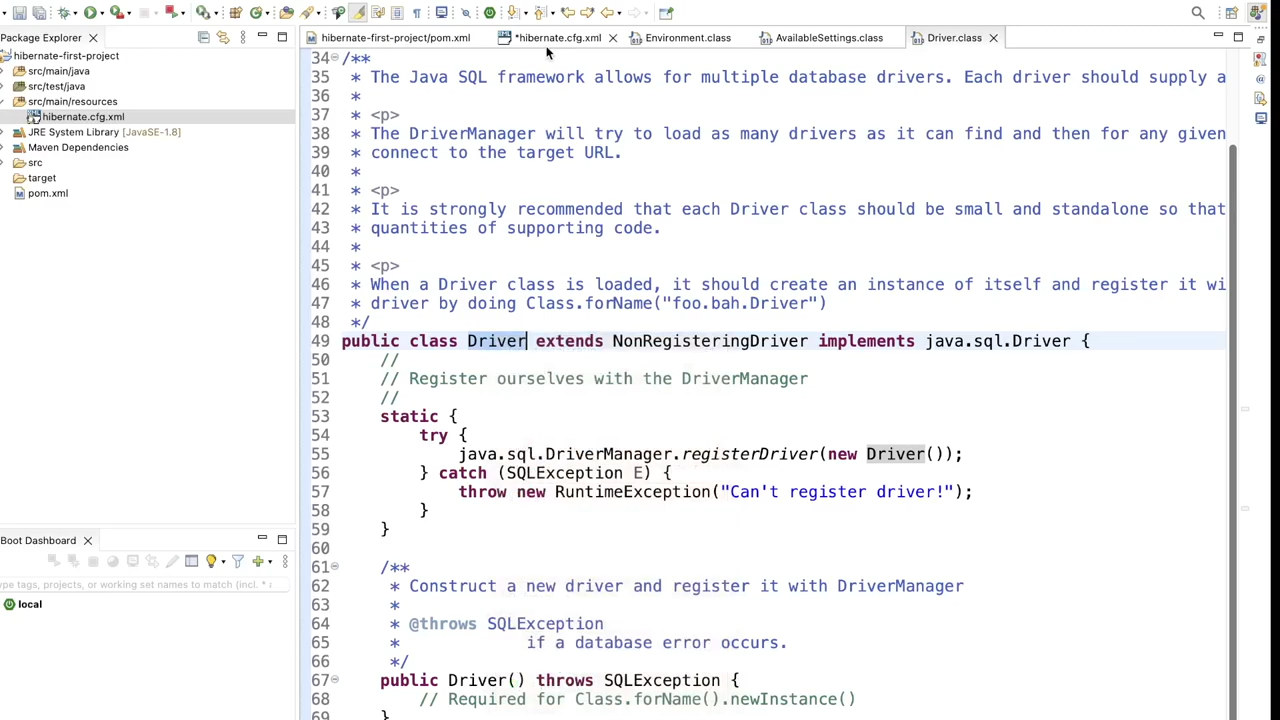 Package Explorer
hibernate-first-project/pom.xml
*hibernate.cfg.xml
Environment.class
AvailableSettings.class
Driver.class
hibernate-first-project
src/main/java
src/test/java
src/main/resources
hibernate.cfg.xml
JRE System Library [JavaSE-1.8]
Maven Dependencies
src
target
pom.xml
Boot Dashboard
type tags, projects, or working set names to match (incl. *
local
34 /**
35 * The Java SQL framework allows for multiple database drivers. Each driver should supply a
36 *
37 * <p>
38 * The DriverManager will try to load as many drivers as it can find and then for any given
39 * connect to the target URL.
40 *
41 * <p>
42 * It is strongly recommended that each Driver class should be small and standalone so that
43 * quantities of supporting code.
44 *
45 * <p>
46 * When a Driver class is loaded, it should create an instance of itself and register it wi
47 * driver by doing Class.forName("foo.bah.Driver")
48 */
49 public class Driver extends NonRegisteringDriver implements java.sql.Driver {
50 //
51 // Register ourselves with the DriverManager
52 //
53 static {
54 try {
55 java.sql.DriverManager.registerDriver(new Driver());
56 } catch (SQLException E) {
57 throw new RuntimeException("Can't register driver!");
58 }
59 }
60
61 /**
62 * Construct a new driver and register it with DriverManager
63 *
64 * @throws SQLException
65 * if a database error occurs.
66 */
67 public Driver() throws SQLException {
68 // Required for Class.forName().newInstance()
69 }